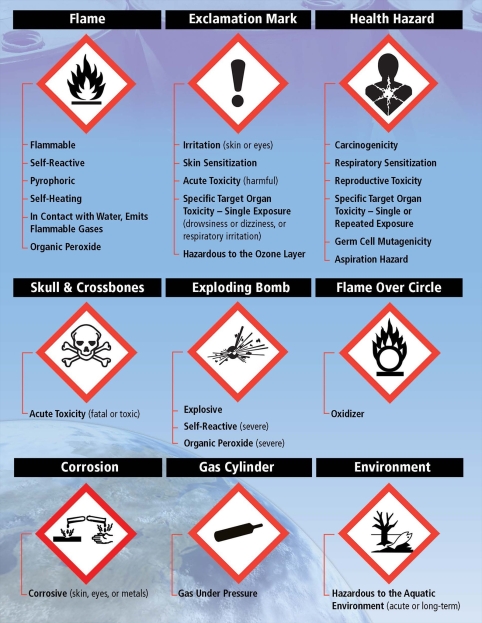 Flame
Flammable
Self-Reactive
Pyrophoric
Self-Heating
In Contact with Water, Emits
Flammable Gases
Organic Peroxide
Exclamation Mark
Irritation (skin or eyes)
Skin Sensitization
Acute Toxicity (harmful)
Specific Target Organ
Toxicity – Single Exposure
(drowsiness or dizziness, or
respiratory irritation)
Hazardous to the Ozone Layer
Health Hazard
Carcinogenicity
Respiratory Sensitization
Reproductive Toxicity
Specific Target Organ
Toxicity – Single or
Repeated Exposure
Germ Cell Mutagenicity
Aspiration Hazard
Skull & Crossbones
Acute Toxicity (fatal or toxic)
Exploding Bomb
Explosive
Self-Reactive (severe)
Organic Peroxide (severe)
Flame Over Circle
Oxidizer
Corrosion
Corrosive (skin, eyes, or metals)
Gas Cylinder
Gas Under Pressure
Environment
Hazardous to the Aquatic
Environment (acute or long-term)